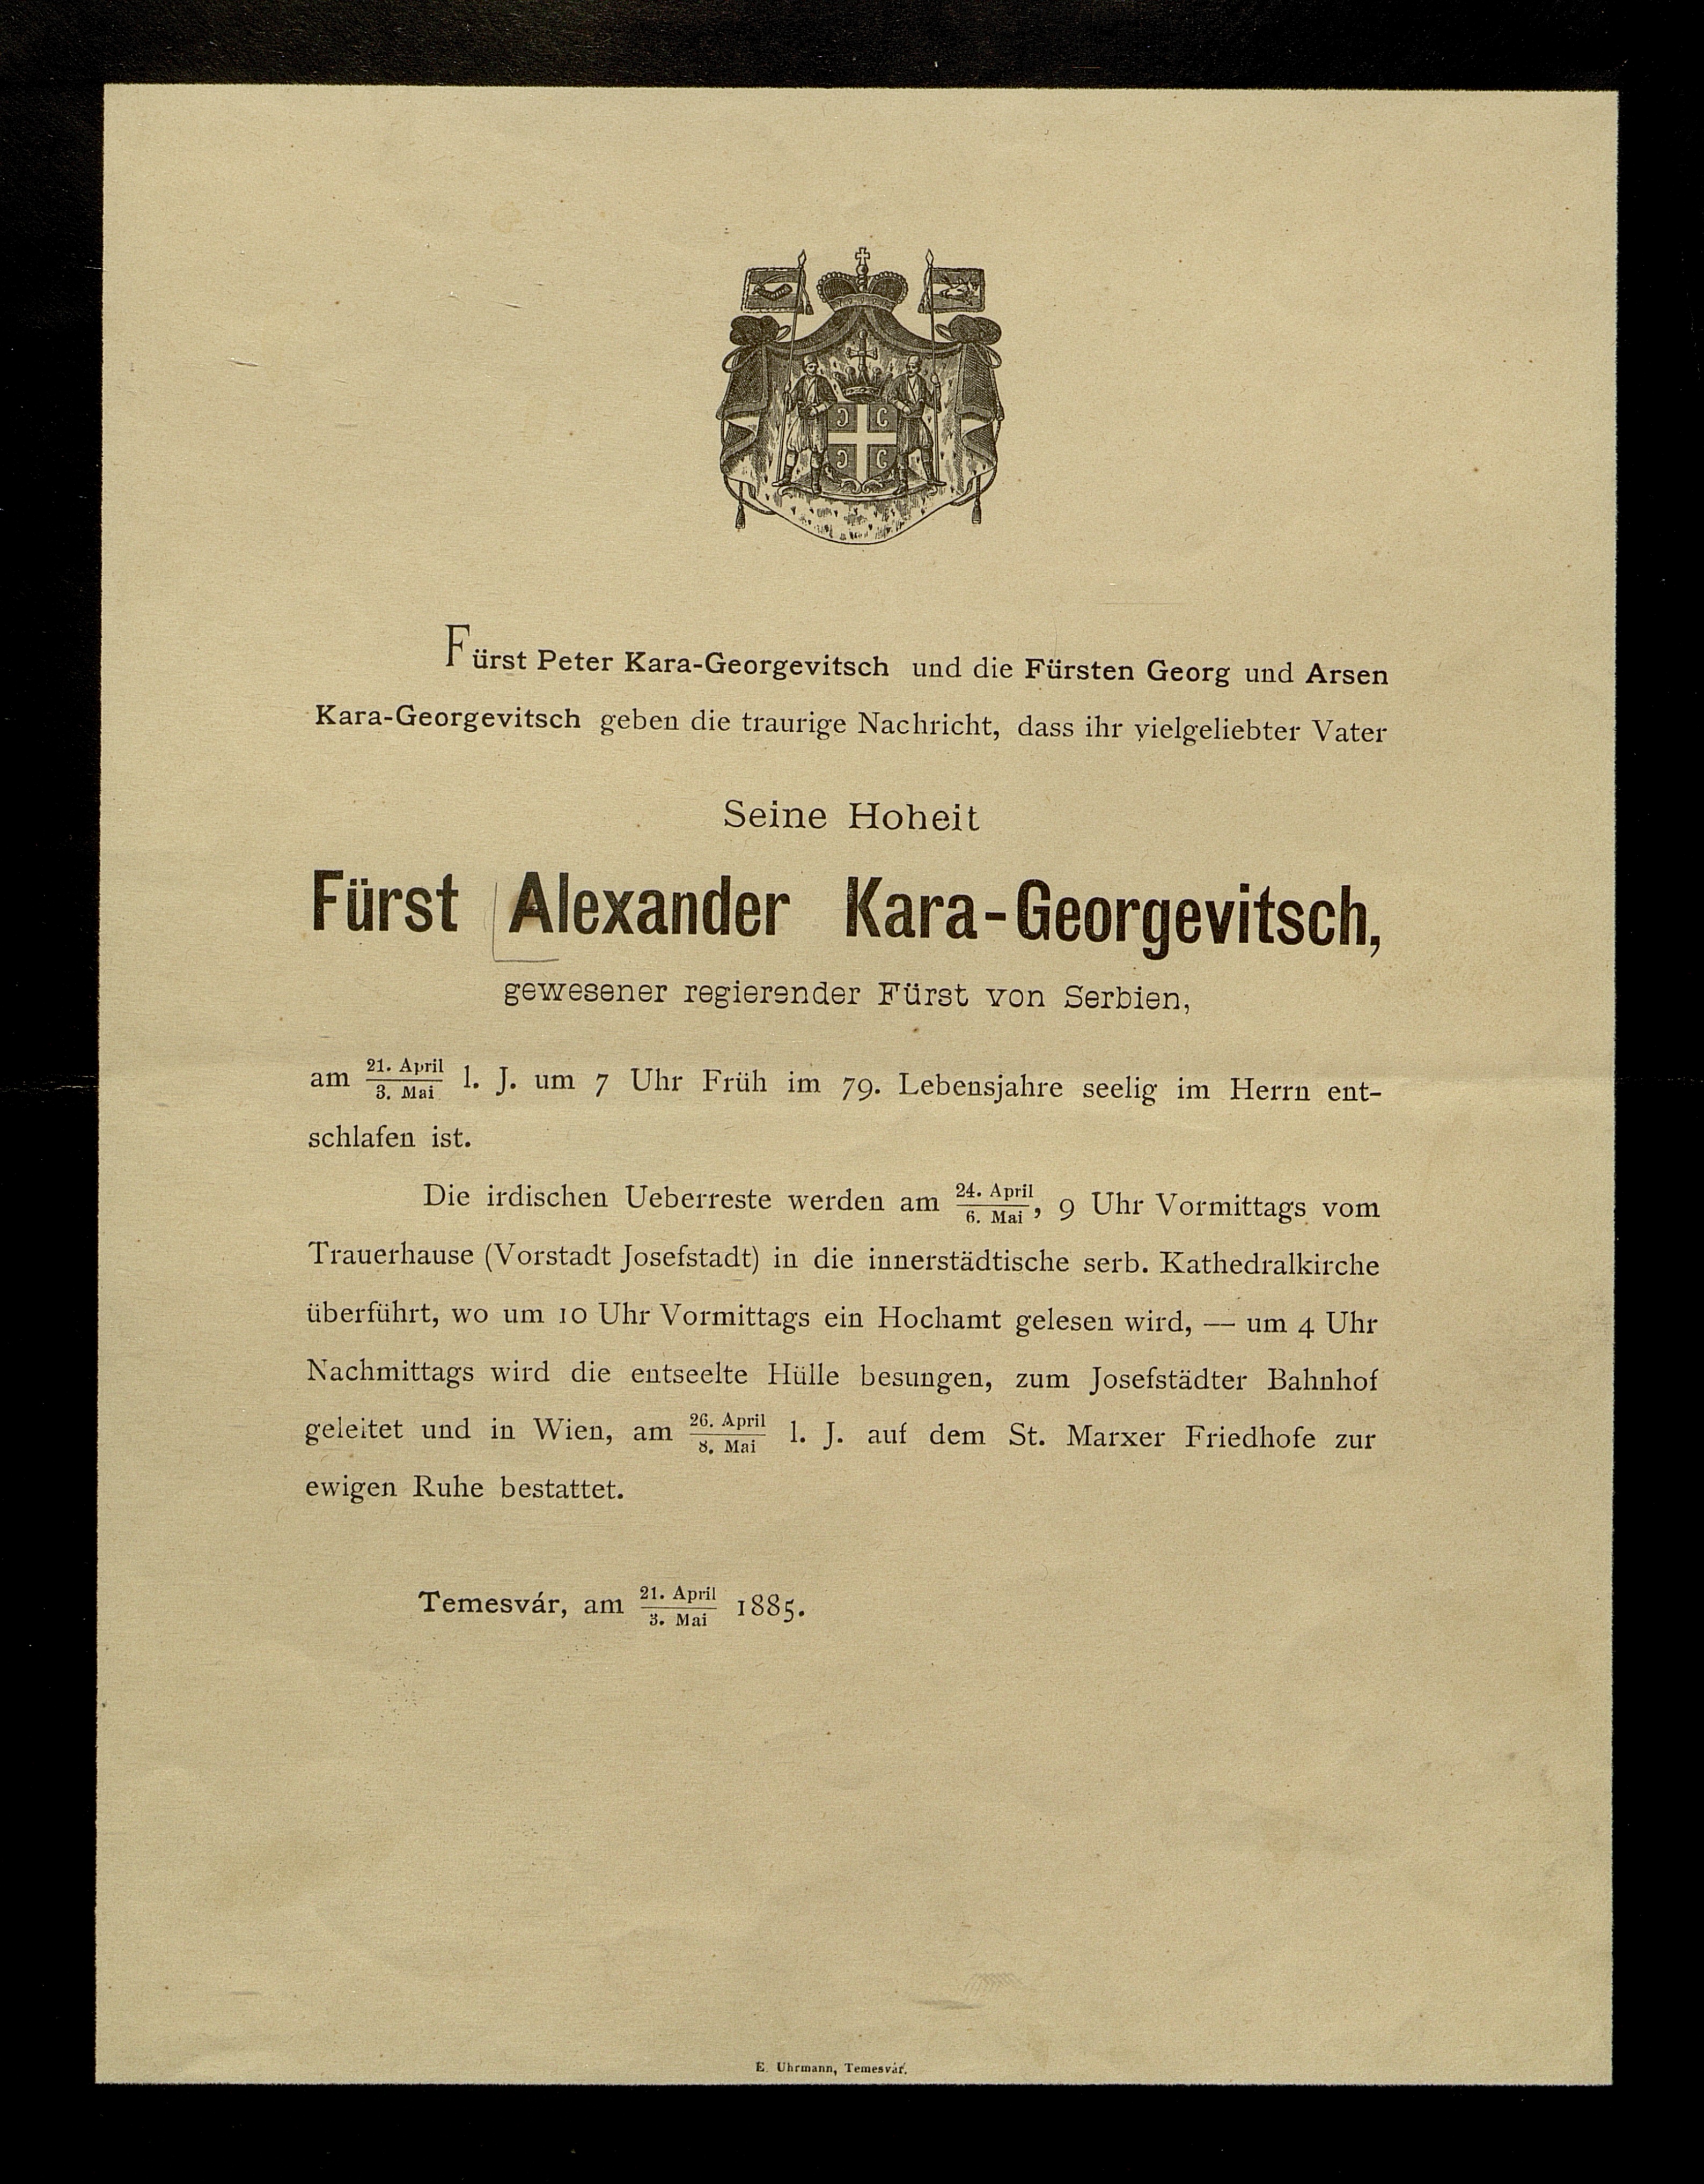 Fürst Peter Kara-Georgevitsch und die Fürsten Georg und Arsen
Kara-Georgevitsch geben die traurige Nachricht, dass ihr vielgeliebter Vater
Seine Hoheit
Fürst Alexander Kara-Georgevitsch,
gewesener regierender Fürst von Serbien,
am 21. April/3. Mai l. J. um 7 Uhr Früh im 79. Lebensjahre seelig im Herrn ent-
schlafen ist.
Die irdischen Ueberreste werden am 24. April/6. Mai, 9 Uhr Vormittags vom
Trauerhause (Vorstadt Josefstadt) in die innerstädtische serb. Kathedralkirche
überführt, wo um 10 Uhr Vormittags ein Hochamt gelesen wird, — um 4 Uhr
Nachmittags wird die entseelte Hülle besungen, zum Josefstädter Bahnhof
geleitet und in Wien, am 26. April/8. Mai l. J. auf dem St. Marxer Friedhofe zur
ewigen Ruhe bestattet.
Temesvár, am 21. April/3. Mai 1885.
E. Uhrmann, Temesvár.